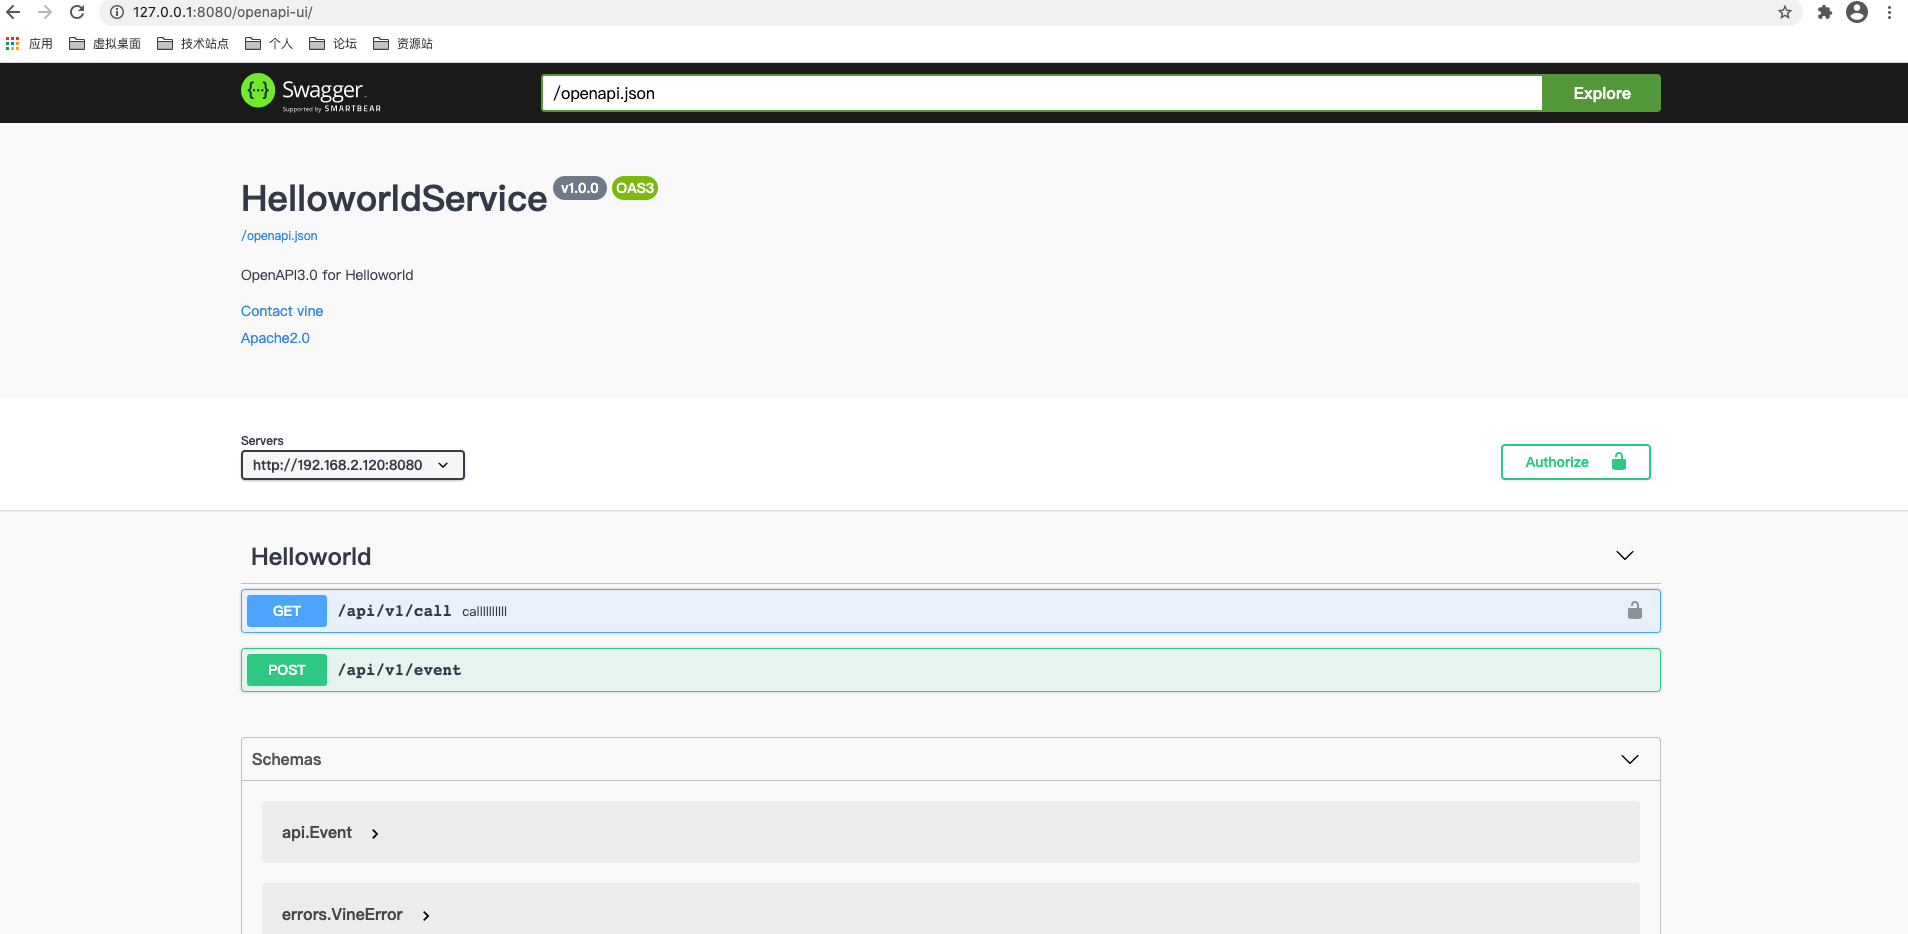 127.0.0.1:8080/openapi-ui/
应用 虚拟桌面 技术站点 个人 论坛 资源站
Swagger
Supported by SMARTBEAR
/openapi.json
Explore
HelloworldService v1.0.0 OAS3
/openapi.json
OpenAPI3.0 for Helloworld
Contact vine
Apache2.0
Servers
http://192.168.2.120:8080
Authorize
Helloworld
GET /api/v1/call callllllllll
POST /api/v1/event
Schemas
api.Event
errors.VineError